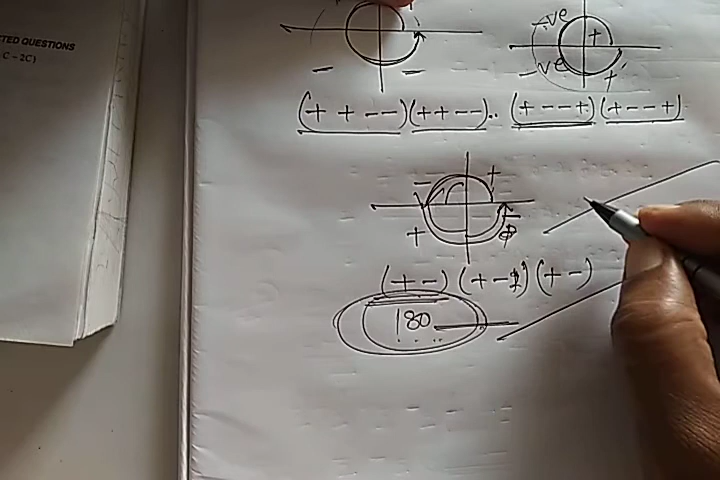 TED QUESTIONS
C – 2C)
– –
-ve +
-ve +
(+ + - -) (+ + - -) .. (+ - - +) (+ - - +)
– +
+ –
(+ -) (+ -) (+ -)
180